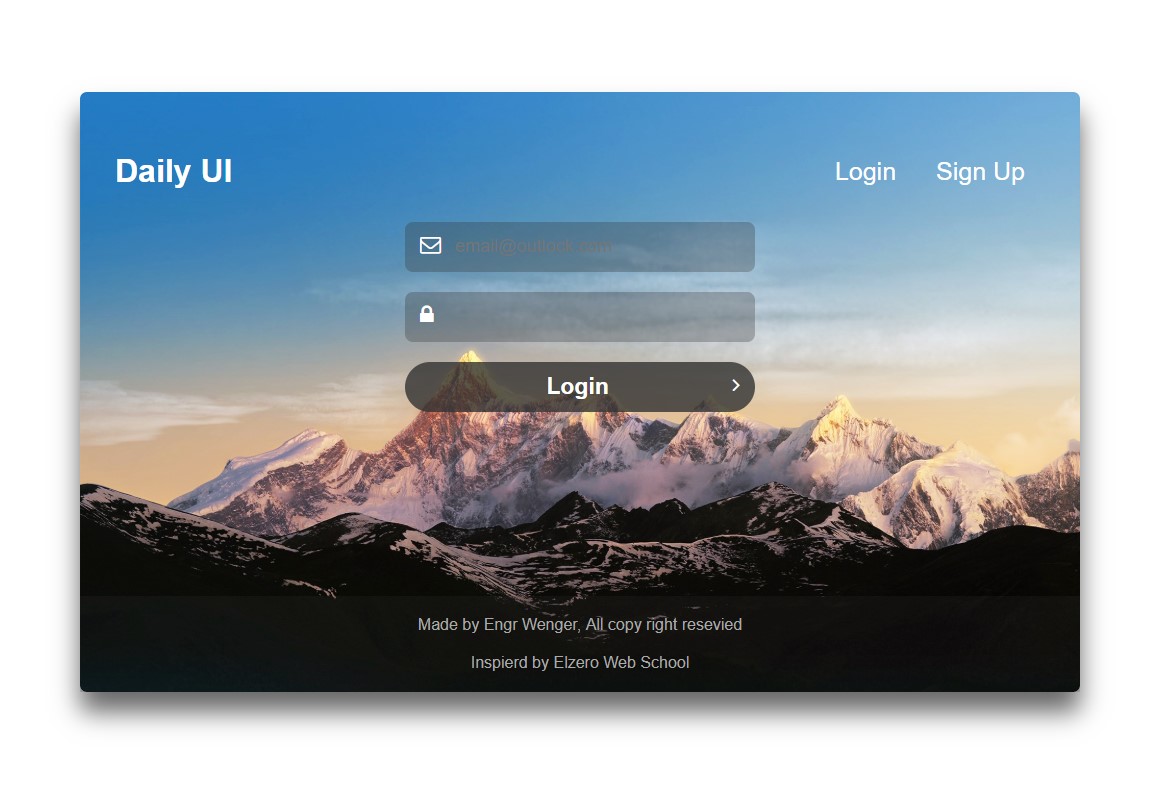 Daily UI
Login Sign Up
email@outlock.com
Login
Made by Engr Wenger, All copy right resevied
Inspierd by Elzero Web School